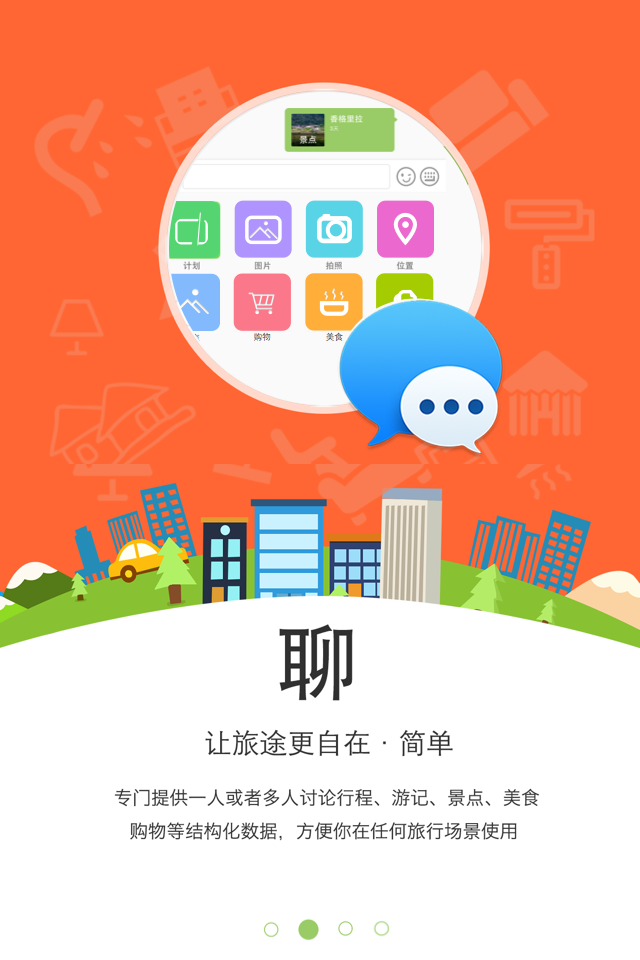 香格里拉
5天
景点
计划
图片
拍照
位置
购物
美食
聊
让旅途更自在 · 简单
专门提供一人或者多人讨论行程、游记、景点、美食
购物等结构化数据，方便你在任何旅行场景使用